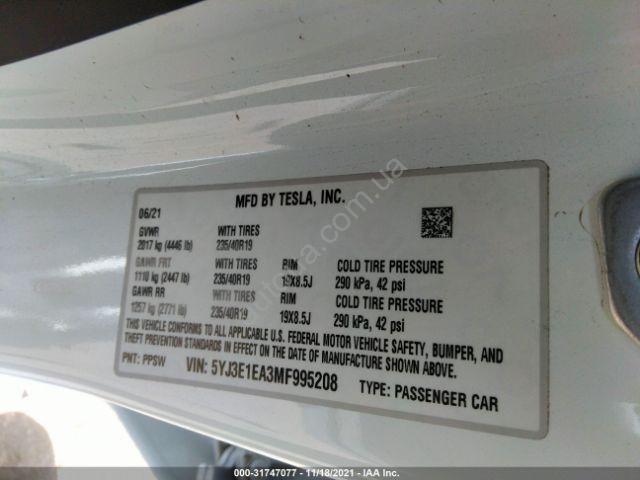 MFD BY TESLA, INC.
06/21
GVWR WITH TIRES
2017 kg (4446 lb) 235/40R19
GAWR FRT WITH TIRES RIM COLD TIRE PRESSURE
1110 kg (2447 lb) 235/40R19 19X8.5J 290 kPa, 42 psi
GAWR RR WITH TIRES RIM COLD TIRE PRESSURE
1257 kg (2771 lb) 235/40R19 19X8.5J 290 kPa, 42 psi
THIS VEHICLE CONFORMS TO ALL APPLICABLE U.S. FEDERAL MOTOR VEHICLE SAFETY, BUMPER, AND
THEFT PREVENTION STANDARDS IN EFFECT ON THE DATE OF MANUFACTURE SHOWN ABOVE.
PNT: PPSW VIN: 5YJ3E1EA3MF995208 TYPE: PASSENGER CAR
000-31747077 - 11/18/2021 - IAA Inc.